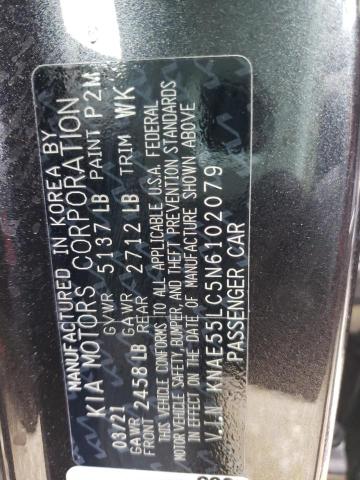 MANUFACTURED IN KOREA BY
KIA MOTORS CORPORATION
03/21 GVWR 5137 LB PAINT P2M
GAWR FRONT 2458 LB GAWR REAR 2712 LB TRIM WK
THIS VEHICLE CONFORMS TO ALL APPLICABLE U.S.A. FEDERAL
MOTOR VEHICLE SAFETY, BUMPER, AND THEFT PREVENTION STANDARDS
IN EFFECT ON THE DATE OF MANUFACTURE SHOWN ABOVE
V.I.N KNAE55LC5N6102079
PASSENGER CAR